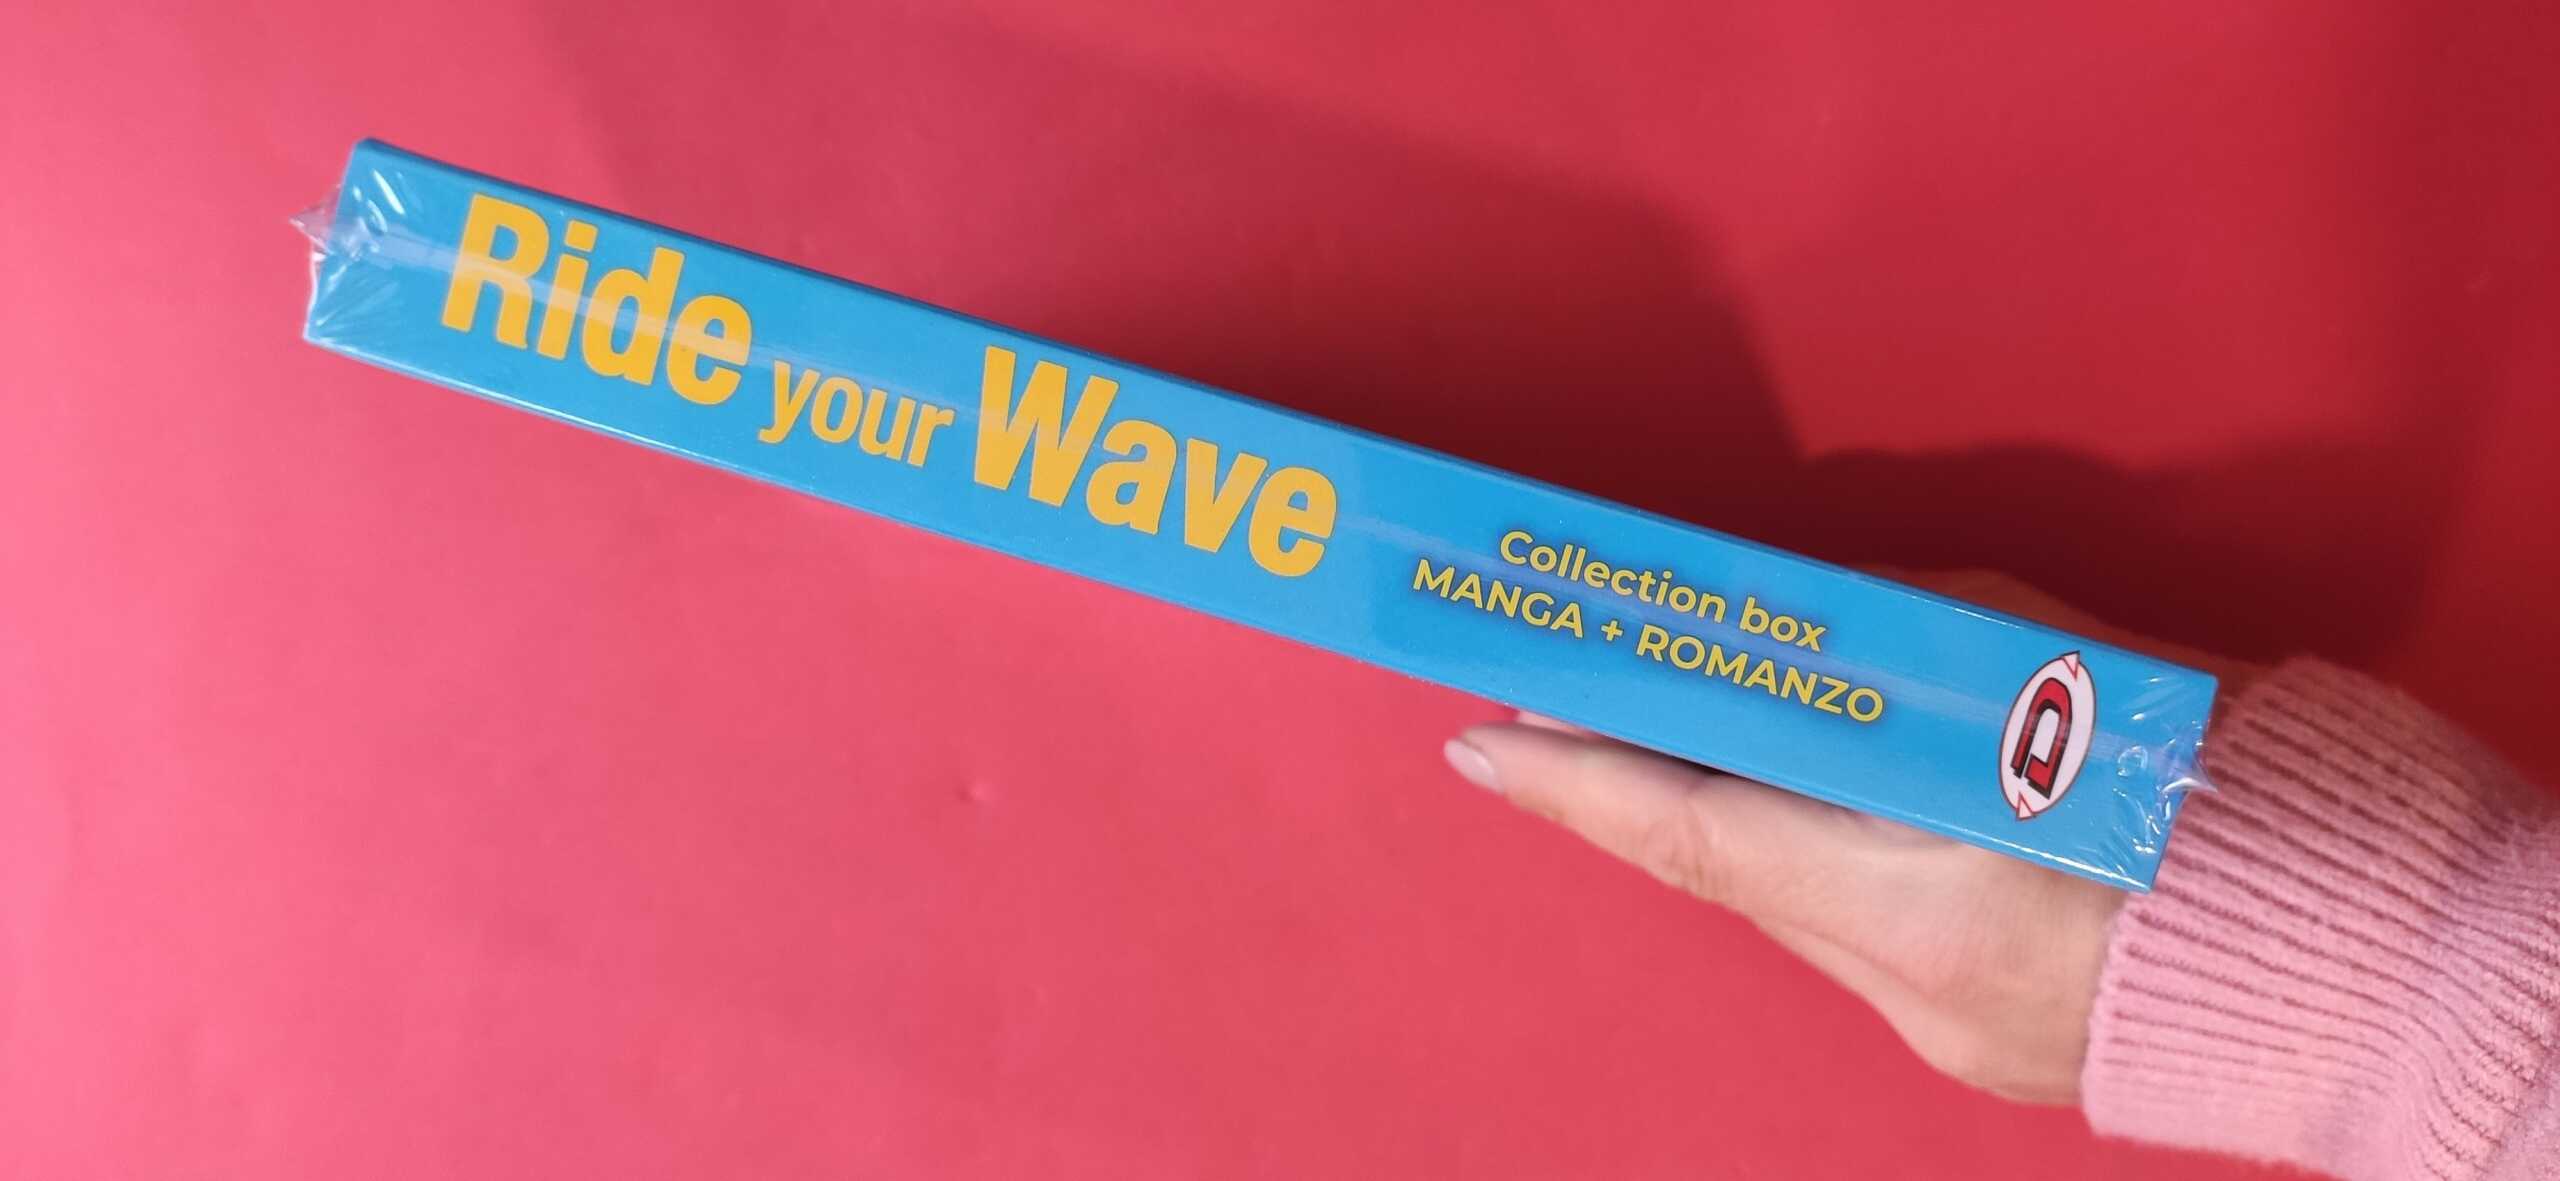 Ride your Wave
Collection box
MANGA + ROMANZO
D